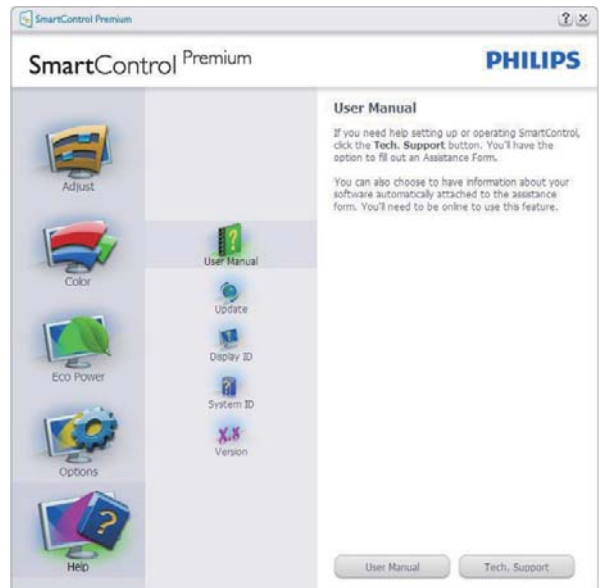 SmartControl Premium
SmartControl Premium
PHILIPS
Adjust
Color
Eco Power
Options
Help
User Manual
Update
Display ID
System ID
X.X
Version
User Manual
If you need help setting up or operating SmartControl,
click the Tech. Support button. You'll have the
option to fill out an Assistance Form.
You can also choose to have information about your
software automatically attached to the assistance
form. You'll need to be online to use this feature.
User Manual
Tech. Support